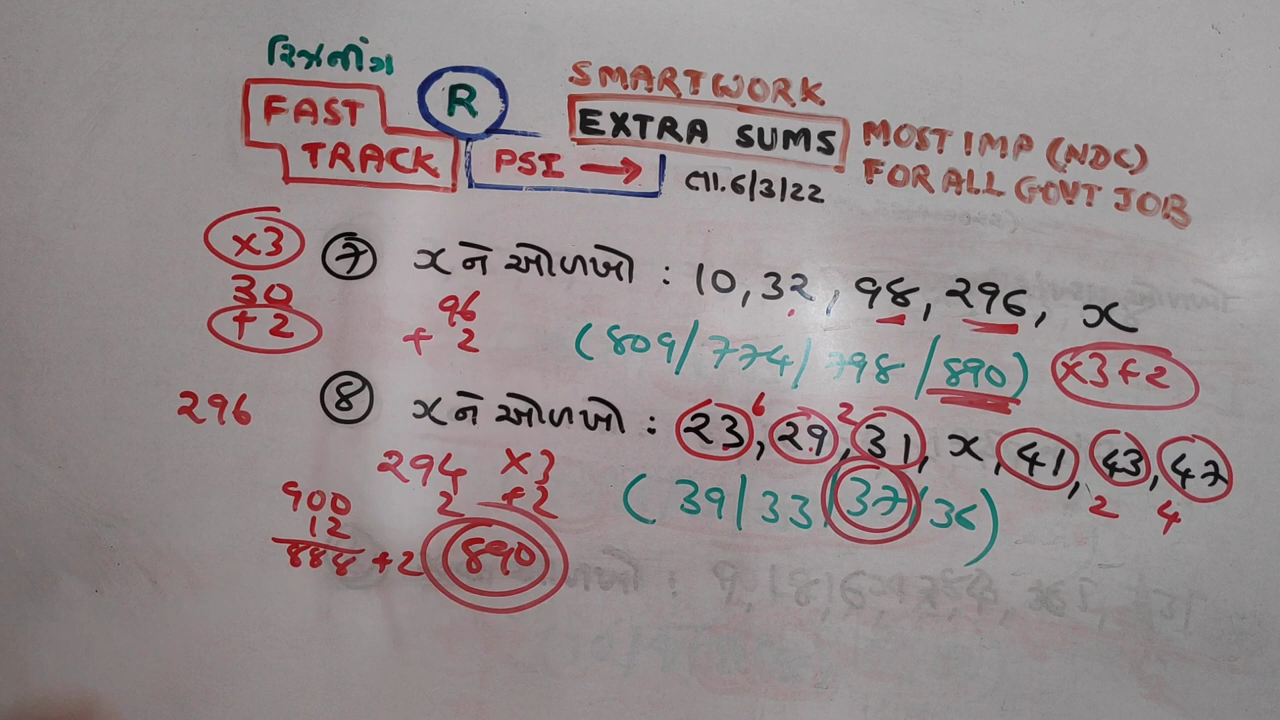 રિઝનીંગ
FAST TRACK
R
PSI →
SMARTWORK
EXTRA SUMS
MOST IMP (NDC)
FOR ALL GOVT JOB
તા.6/3/22
×3
30
+2
7 x ને ઓળખો : 10, 32, 98, 296, x
96
+ 2
(809/774/798/890) ×3+2
296
8 x ને ઓળખો : 23, 29, 31, x, 41, 43, 47
6 2
2 4
(39/33/37/36)
294 ×3
2 +2
900
12
888 +2 890